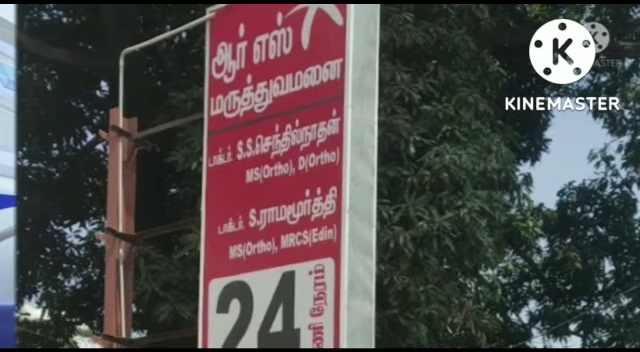 ஆர் எஸ்
மருத்துவமனை
டாக்டர் S.S.செந்தில்நாதன்
MS(Ortho), D(Ortho)
டாக்டர் S.ராமமூர்த்தி
MS(Ortho), MRCS(Edin)
24
நேரம்
K
KINEMASTER